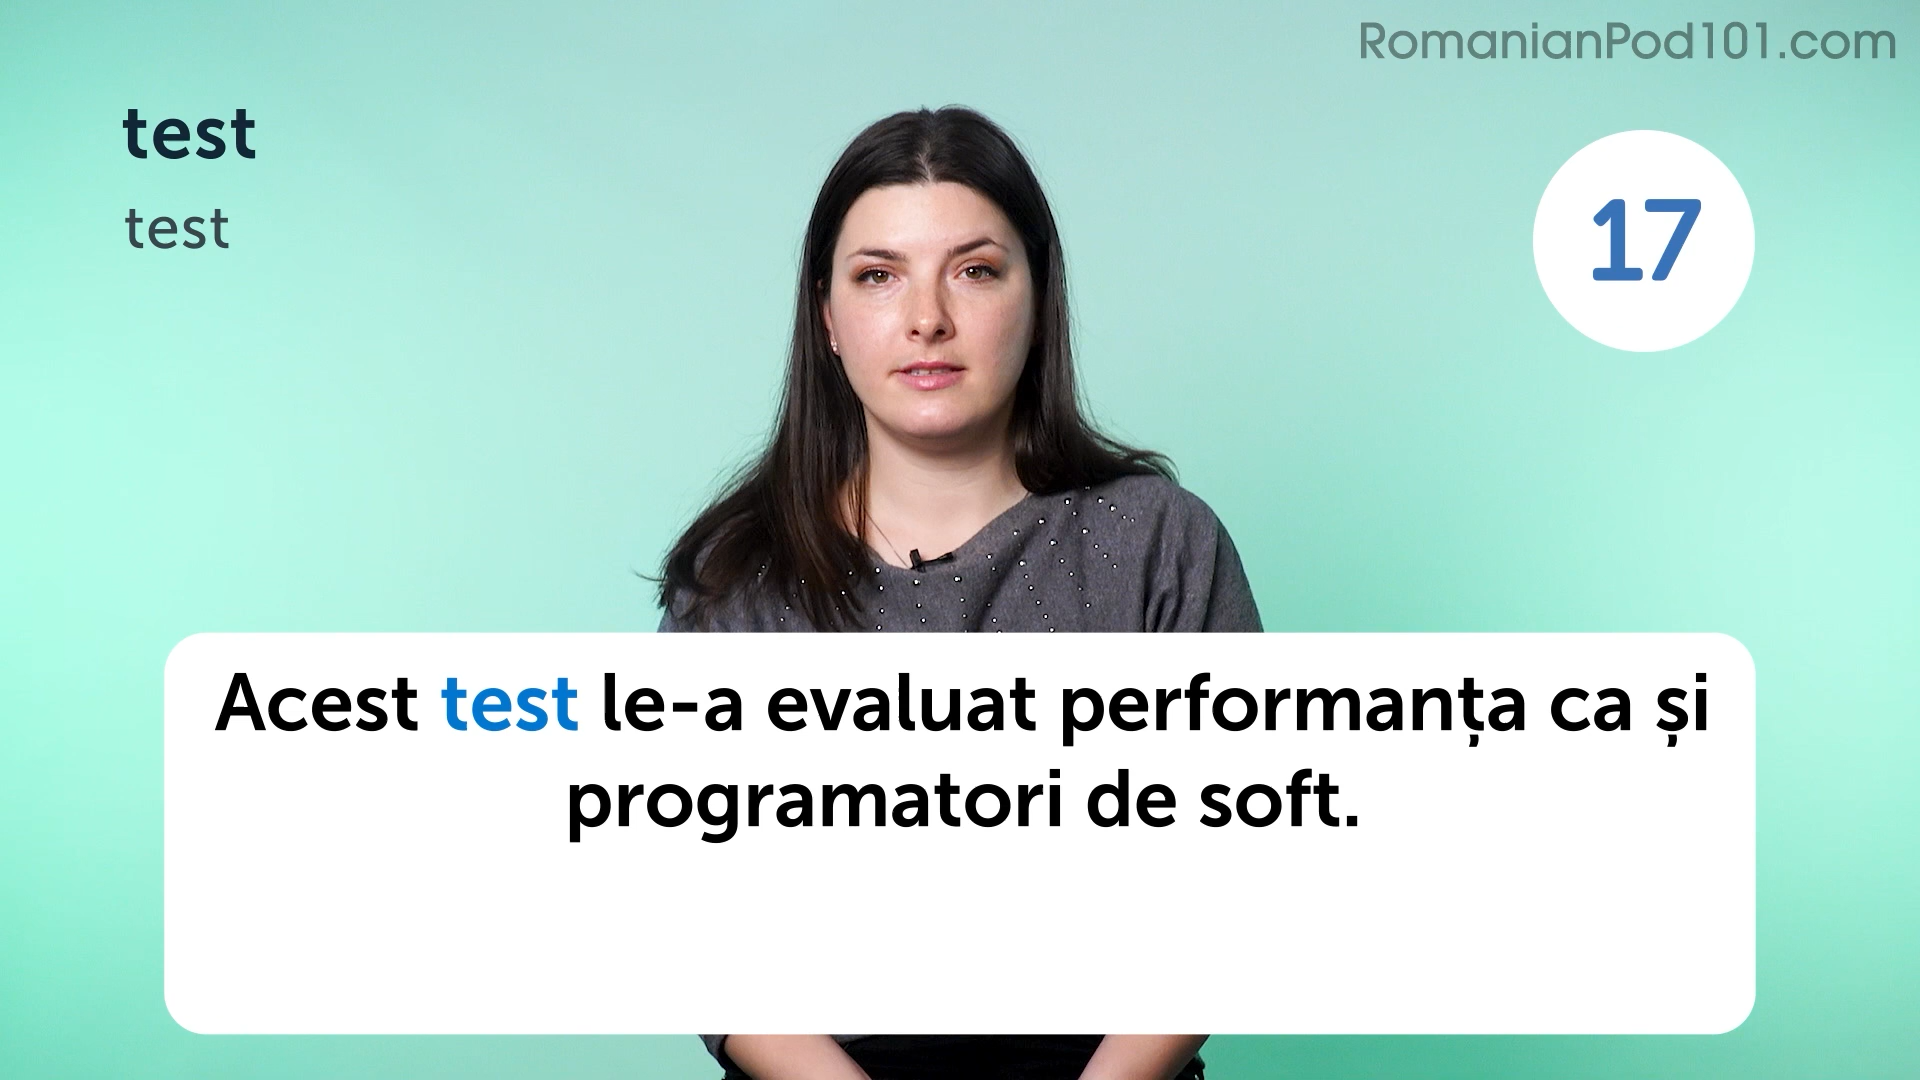 RomanianPod101.com
test
test
17
Acest test le-a evaluat performanța ca și
programatori de soft.